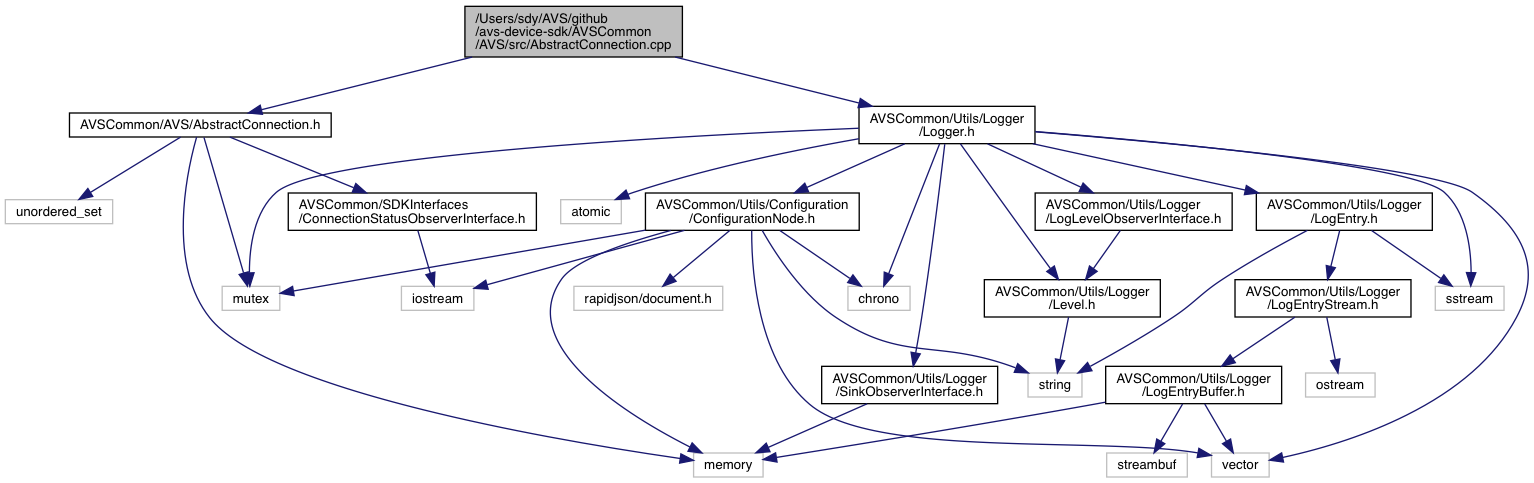 /Users/sdy/AVS/github
/avs-device-sdk/AVSCommon
/AVS/src/AbstractConnection.cpp
AVSCommon/AVS/AbstractConnection.h
AVSCommon/Utils/Logger
/Logger.h
unordered_set
AVSCommon/SDKInterfaces
/ConnectionStatusObserverInterface.h
atomic
AVSCommon/Utils/Configuration
/ConfigurationNode.h
AVSCommon/Utils/Logger
/LogLevelObserverInterface.h
AVSCommon/Utils/Logger
/LogEntry.h
mutex
iostream
rapidjson/document.h
chrono
AVSCommon/Utils/Logger
/Level.h
AVSCommon/Utils/Logger
/LogEntryStream.h
sstream
AVSCommon/Utils/Logger
/SinkObserverInterface.h
string
AVSCommon/Utils/Logger
/LogEntryBuffer.h
ostream
memory
streambuf
vector